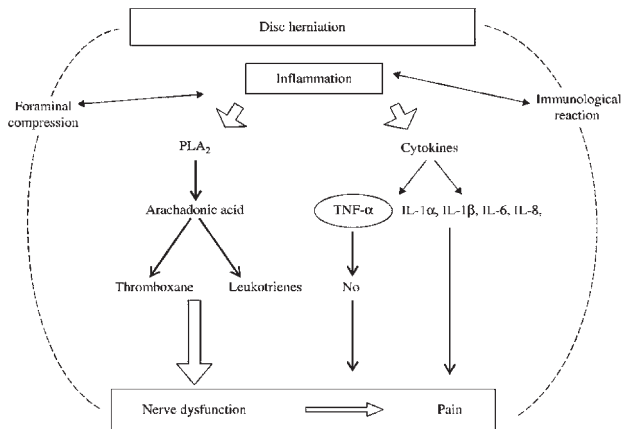 Disc herniation
Inflammation
Foraminal
compression
Immunological
reaction
PLA₂
Cytokines
Arachadonic acid
TNF-α
IL-1α, IL-1β, IL-6, IL-8,
Thromboxane
Leukotrienes
No
Nerve dysfunction
Pain